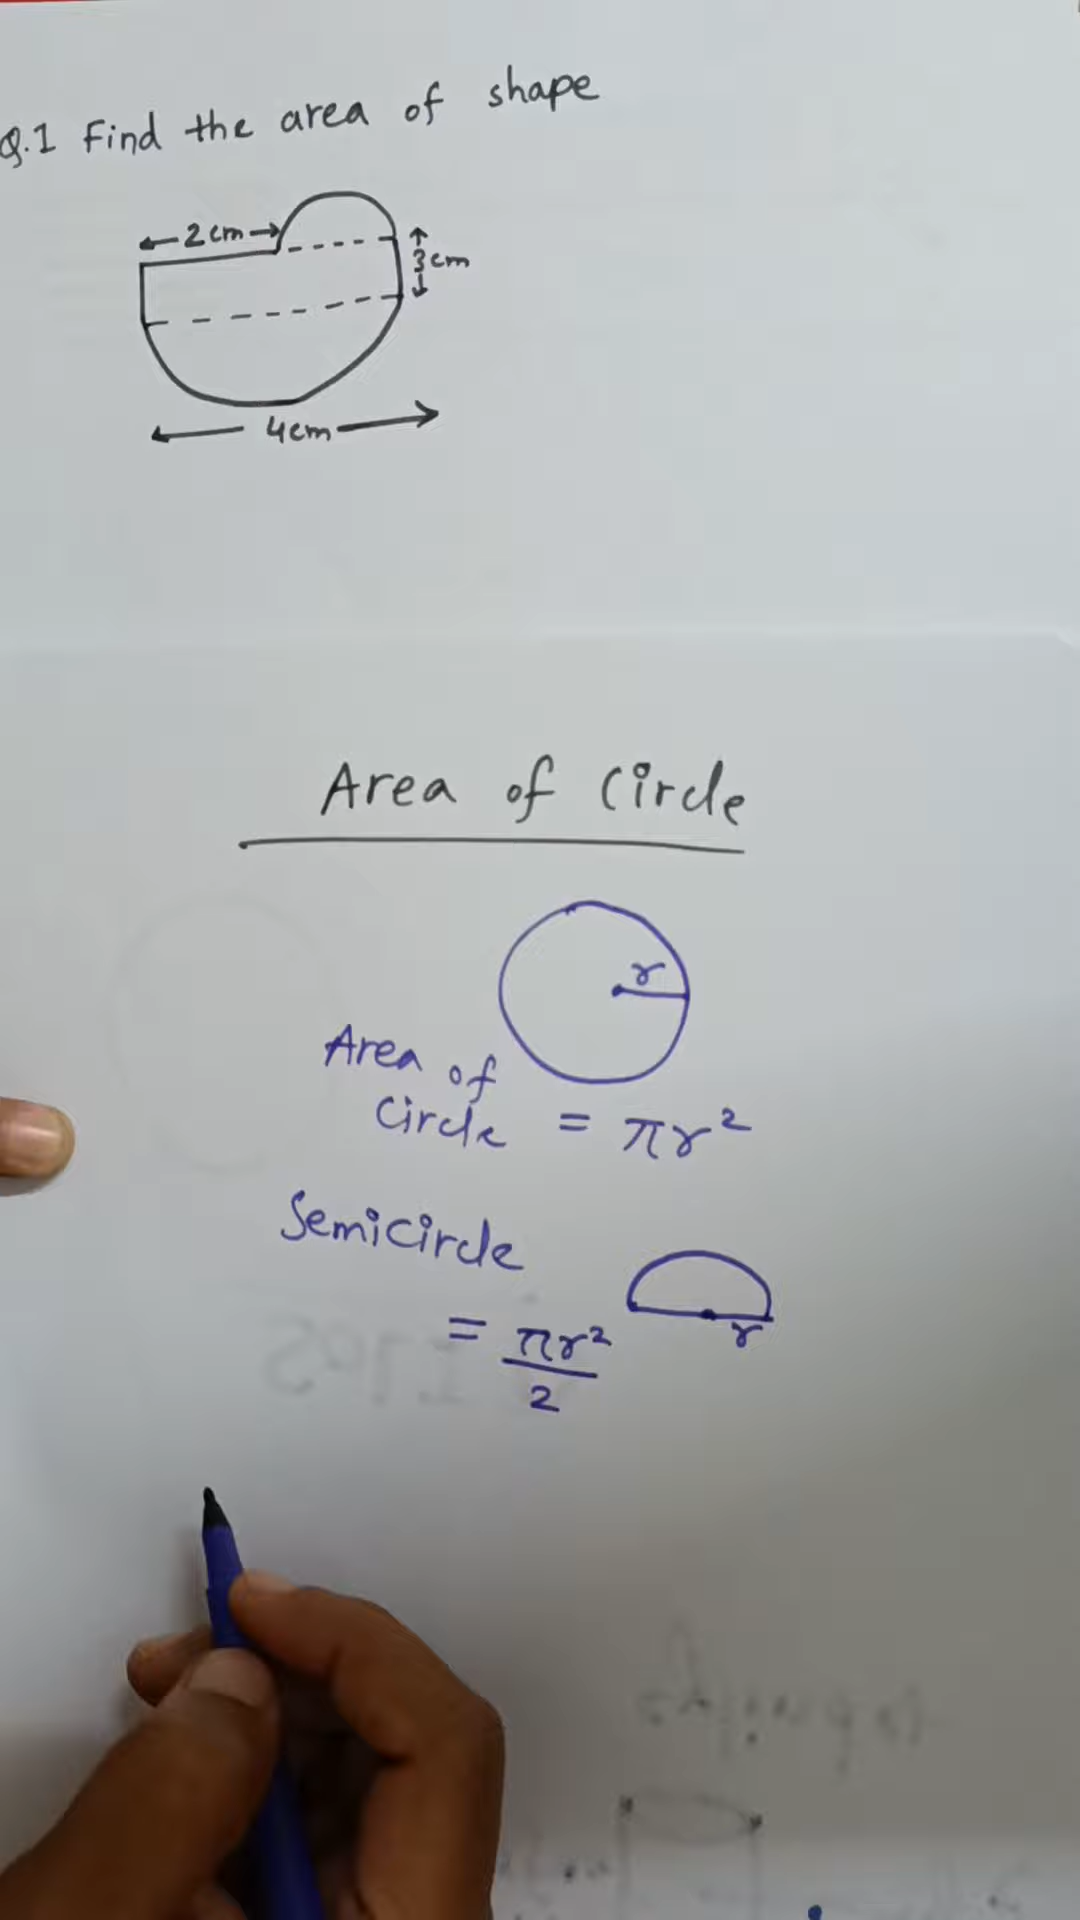 Q.1 Find the area of shape
2cm
3cm
4cm
Area of Circle
r
Area of
Circle = πr²
Semicircle
r
= πr²
2